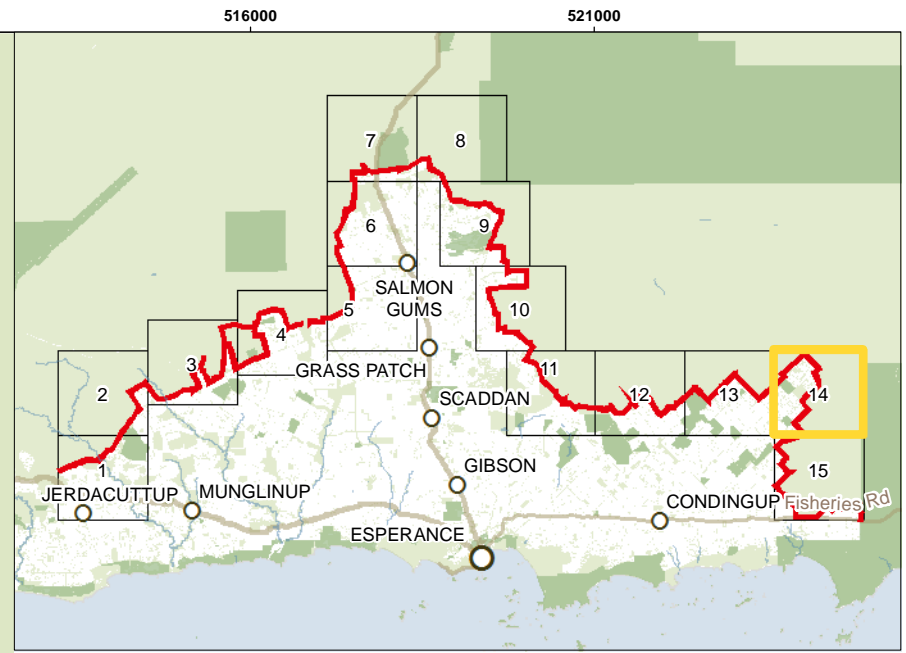 516000 521000
7
8
6
9
SALMON
GUMS
10
5
4
3
GRASS PATCH
11
2
12
13
14
SCADDAN
1
GIBSON
15
JERDACUTTUP
MUNGLINUP
CONDINGUP
Fisheries Rd
ESPERANCE